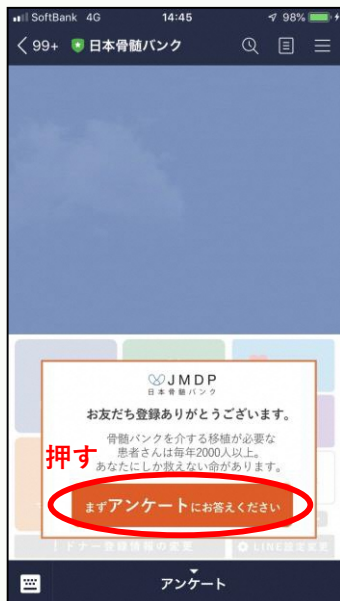 SoftBank 4G 14:45 98%
99+ 日本骨髄バンク
JMDP
日本骨髄バンク
お友だち登録ありがとうございます。
骨髄バンクを介する移植が必要な
患者さんは毎年2000人以上。
あなたにしか救えない命があります。
押す
まずアンケートにお答えください
ドナー登録情報の変更 LINE設定変更
アンケート